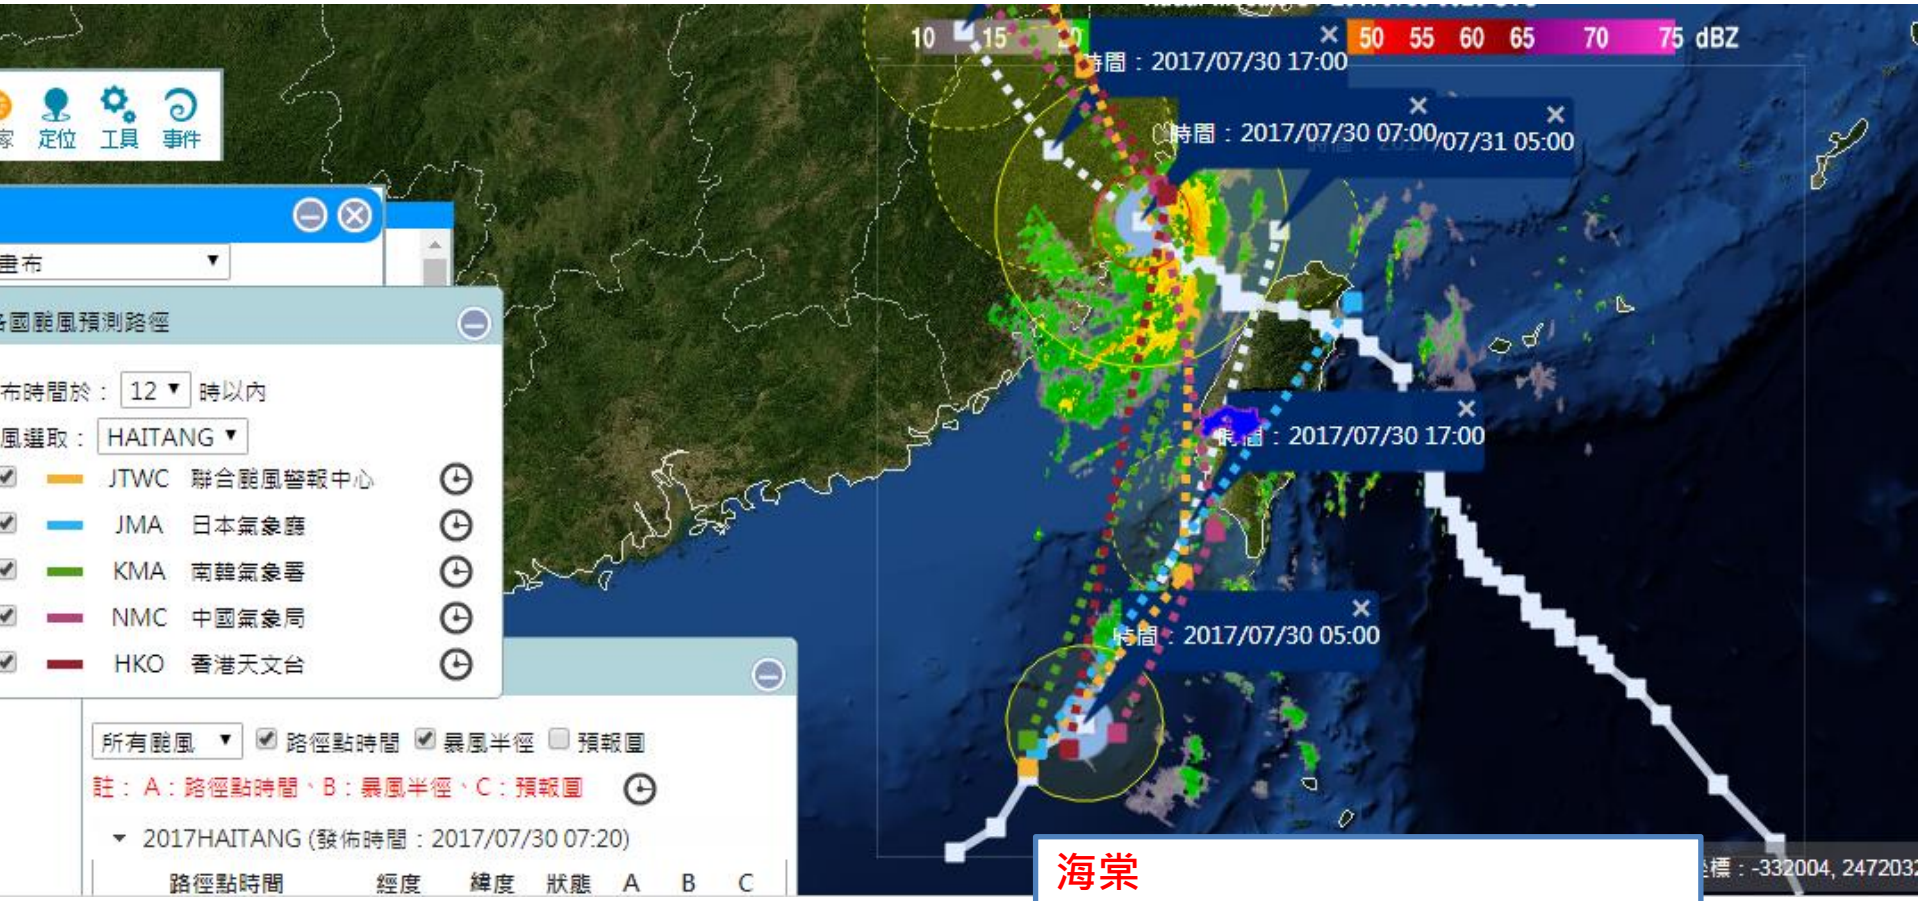 10 15 20 50 55 60 65 70 75 dBZ
時間：2017/07/30 17:00
時間：2017/07/30 07:00
/07/31 05:00
家 定位 工具 事件
畫布
各國颱風預測路徑
布時間於： 12 時以內
風選取： HAITANG
JTWC 聯合颱風警報中心
JMA 日本氣象廳
KMA 南韓氣象署
NMC 中國氣象局
HKO 香港天文台
時間：2017/07/30 17:00
時間：2017/07/30 05:00
所有颱風 路徑點時間 暴風半徑 預報圓
註：A：路徑點時間、B：暴風半徑、C：預報圓
2017HAITANG (發佈時間：2017/07/30 07:20)
路徑點時間 經度 緯度 狀態 A B C
海棠
標：-332004, 2472032